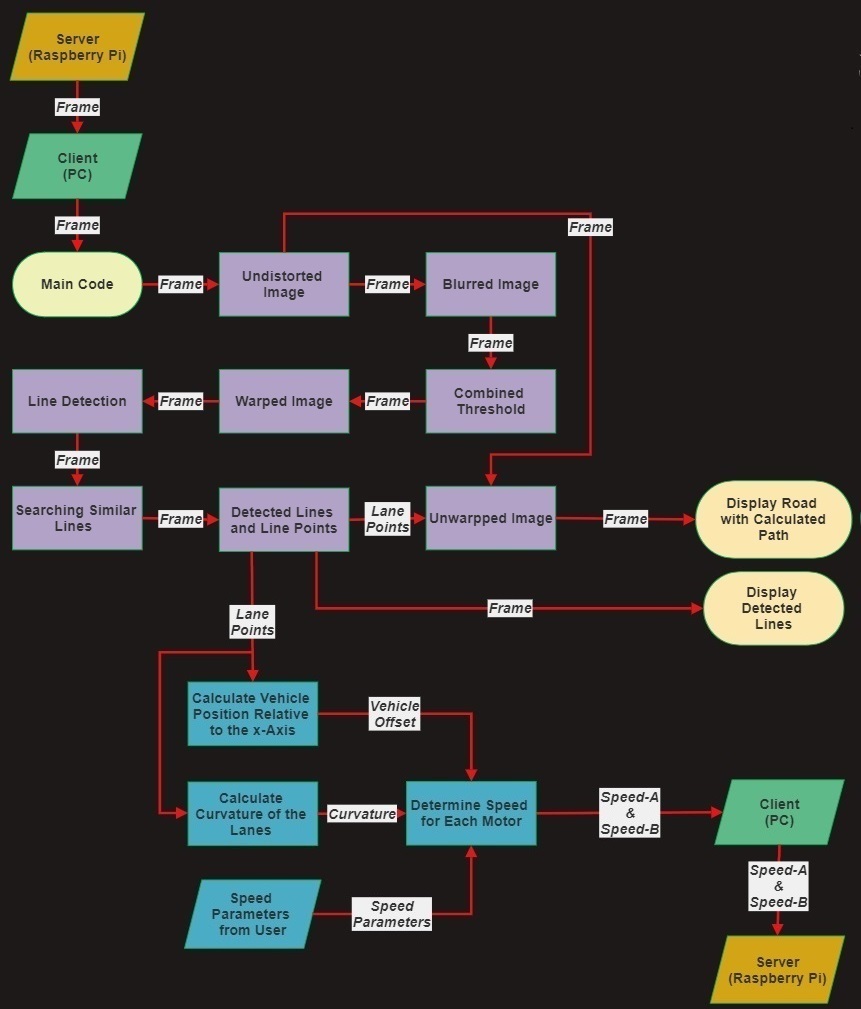 Server
(Raspberry Pi)
Frame
Client
(PC)
Frame
Frame
Main Code
Frame
Undistorted
Image
Frame
Blurred Image
Frame
Line Detection
Frame
Warped Image
Frame
Combined
Threshold
Frame
Searching Similar
Lines
Frame
Detected Lines
and Line Points
Lane
Points
Unwarpped Image
Frame
Display Road
with Calculated
Path
Frame
Display
Detected
Lines
Lane
Points
Calculate Vehicle
Position Relative
to the x-Axis
Vehicle
Offset
Calculate
Curvature of the
Lanes
Curvature
Determine Speed
for Each Motor
Speed-A
&
Speed-B
Client
(PC)
Speed
Parameters
from User
Speed
Parameters
Speed-A
&
Speed-B
Server
(Raspberry Pi)